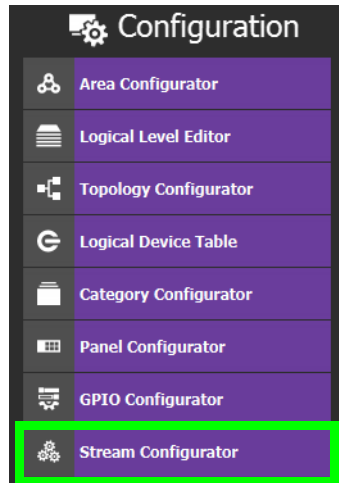 Configuration
Area Configurator
Logical Level Editor
Topology Configurator
Logical Device Table
Category Configurator
Panel Configurator
GPIO Configurator
Stream Configurator